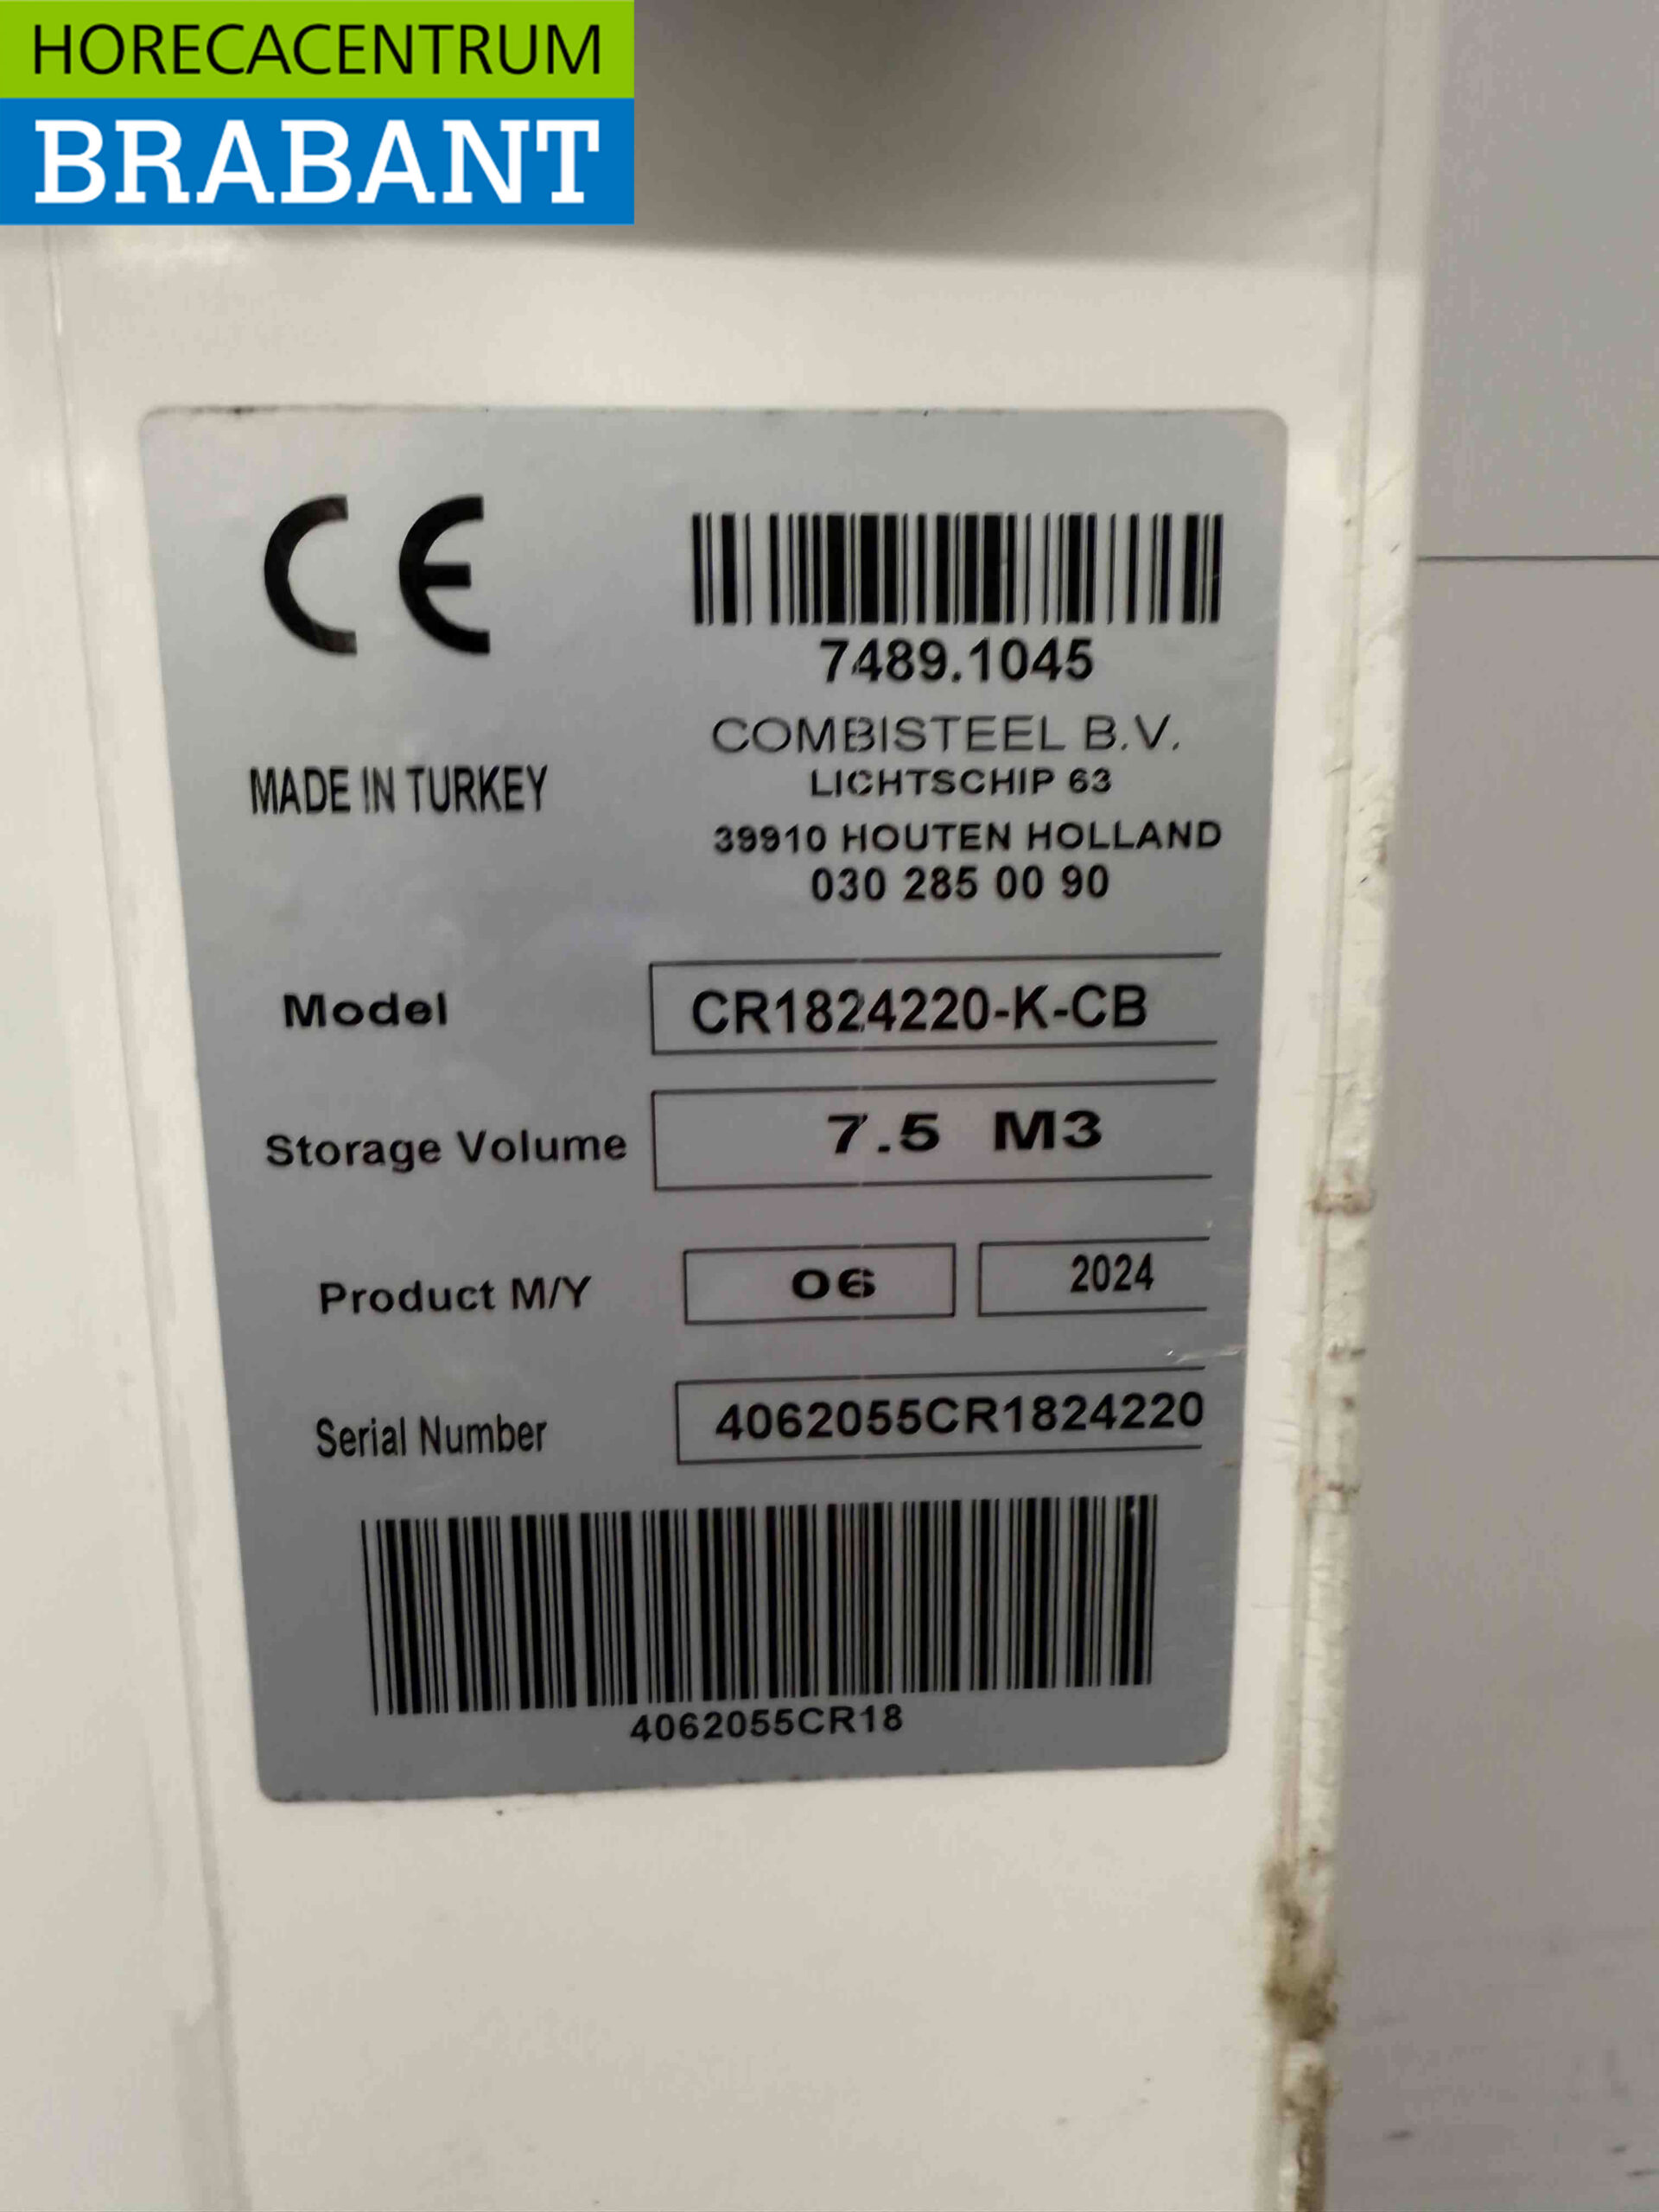 HORECACENTRUM
BRABANT
CE
7489.1045
COMBISTEEL B.V.
MADE IN TURKEY
LICHTSCHIP 63
39910 HOUTEN HOLLAND
030 285 00 90
Model CR1824220-K-CB
Storage Volume 7.5 M3
Product M/Y 06 2024
Serial Number 4062055CR1824220
4062055CR18